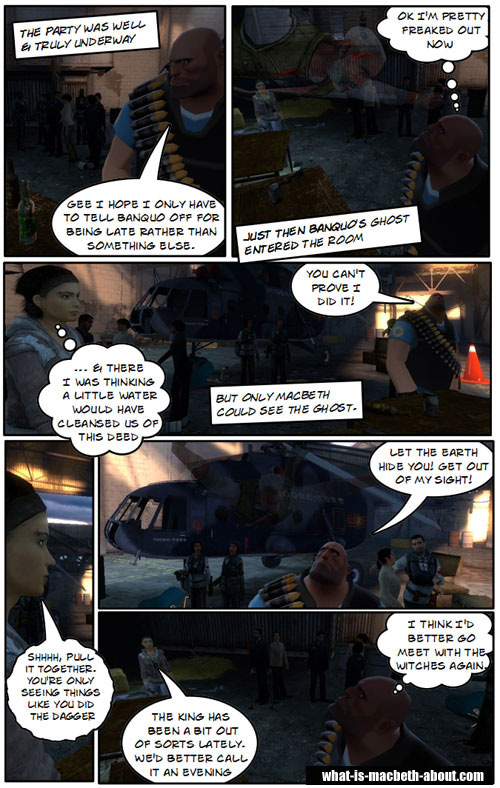 THE PARTY WAS WELL
& TRULY UNDERWAY
GEE I HOPE I ONLY HAVE
TO TELL BANQUO OFF FOR
BEING LATE RATHER THAN
SOMETHING ELSE.
OK I'M PRETTY
FREAKED OUT
NOW
JUST THEN BANQUO'S GHOST
ENTERED THE ROOM
YOU CAN'T
PROVE I
DID IT!
... & THERE
I WAS THINKING
A LITTLE WATER
WOULD HAVE
CLEANSED US OF
THIS DEED
BUT ONLY MACBETH
COULD SEE THE GHOST.
LET THE EARTH
HIDE YOU! GET OUT
OF MY SIGHT!
SHHHH, PULL
IT TOGETHER.
YOU'RE ONLY
SEEING THINGS
LIKE YOU DID
THE DAGGER
THE KING HAS
BEEN A BIT OUT
OF SORTS LATELY.
WE'D BETTER CALL
IT AN EVENING
I THINK I'D
BETTER GO
MEET WITH THE
WITCHES AGAIN.
what-is-macbeth-about.com